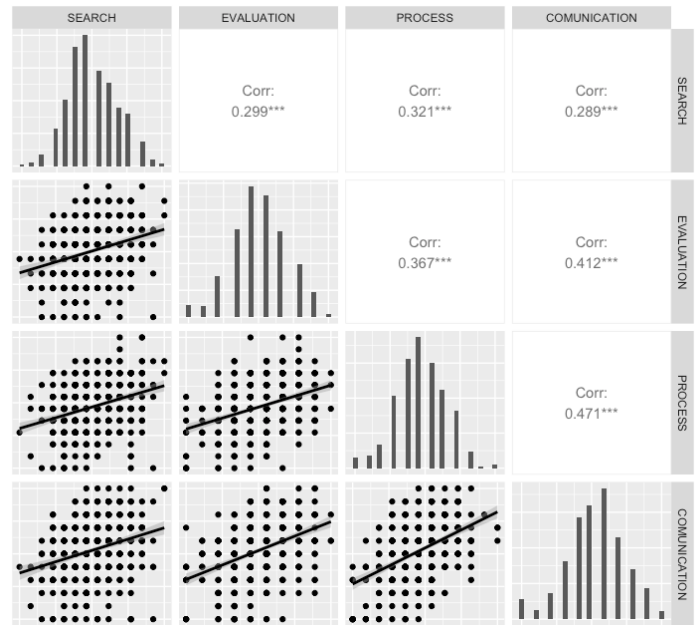 SEARCH EVALUATION PROCESS COMUNICATION
Corr:
0.299***
Corr:
0.321***
Corr:
0.289***
SEARCH
Corr:
0.367***
Corr:
0.412***
EVALUATION
Corr:
0.471***
PROCESS
COMUNICATION